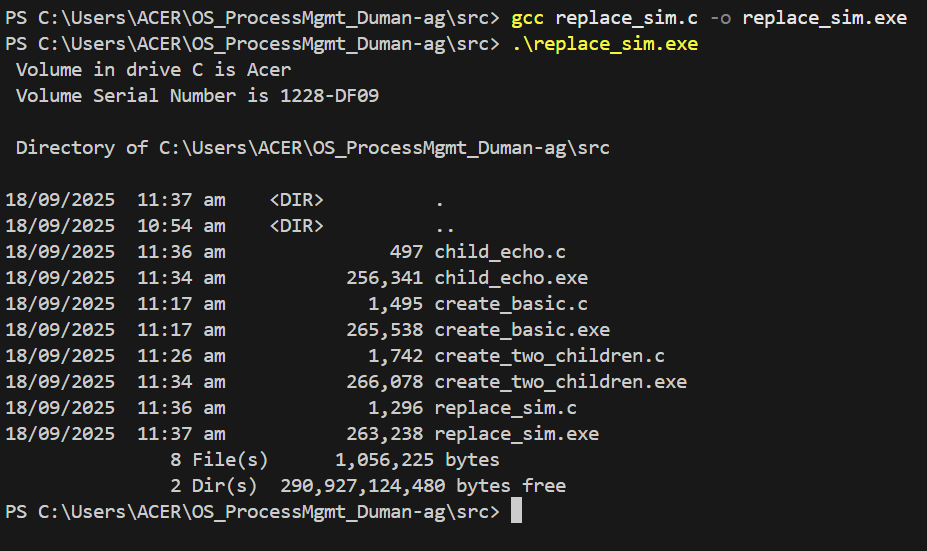 PS C:\Users\ACER\OS_ProcessMgmt_Duman-ag\src> gcc replace_sim.c -o replace_sim.exe
PS C:\Users\ACER\OS_ProcessMgmt_Duman-ag\src> .\replace_sim.exe
 Volume in drive C is Acer
 Volume Serial Number is 1228-DF09

 Directory of C:\Users\ACER\OS_ProcessMgmt_Duman-ag\src

18/09/2025  11:37 am    <DIR>          .
18/09/2025  10:54 am    <DIR>          ..
18/09/2025  11:36 am               497 child_echo.c
18/09/2025  11:34 am           256,341 child_echo.exe
18/09/2025  11:17 am             1,495 create_basic.c
18/09/2025  11:17 am           265,538 create_basic.exe
18/09/2025  11:26 am             1,742 create_two_children.c
18/09/2025  11:34 am           266,078 create_two_children.exe
18/09/2025  11:36 am             1,296 replace_sim.c
18/09/2025  11:37 am           263,238 replace_sim.exe
               8 File(s)      1,056,225 bytes
               2 Dir(s)  290,927,124,480 bytes free
PS C:\Users\ACER\OS_ProcessMgmt_Duman-ag\src>